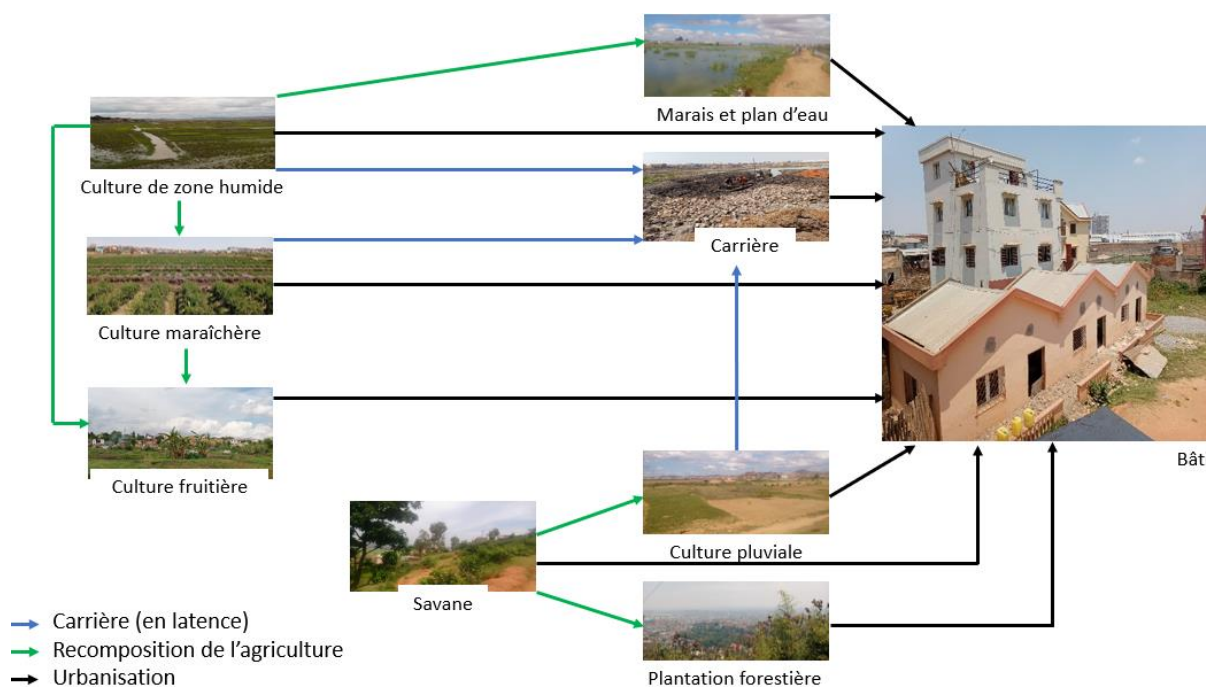 Marais et plan d'eau
Culture de zone humide
Carrière
Culture maraîchère
Bât
Culture fruitière
Culture pluviale
Savane
Carrière (en latence)
Recomposition de l'agriculture
Urbanisation
Plantation forestière